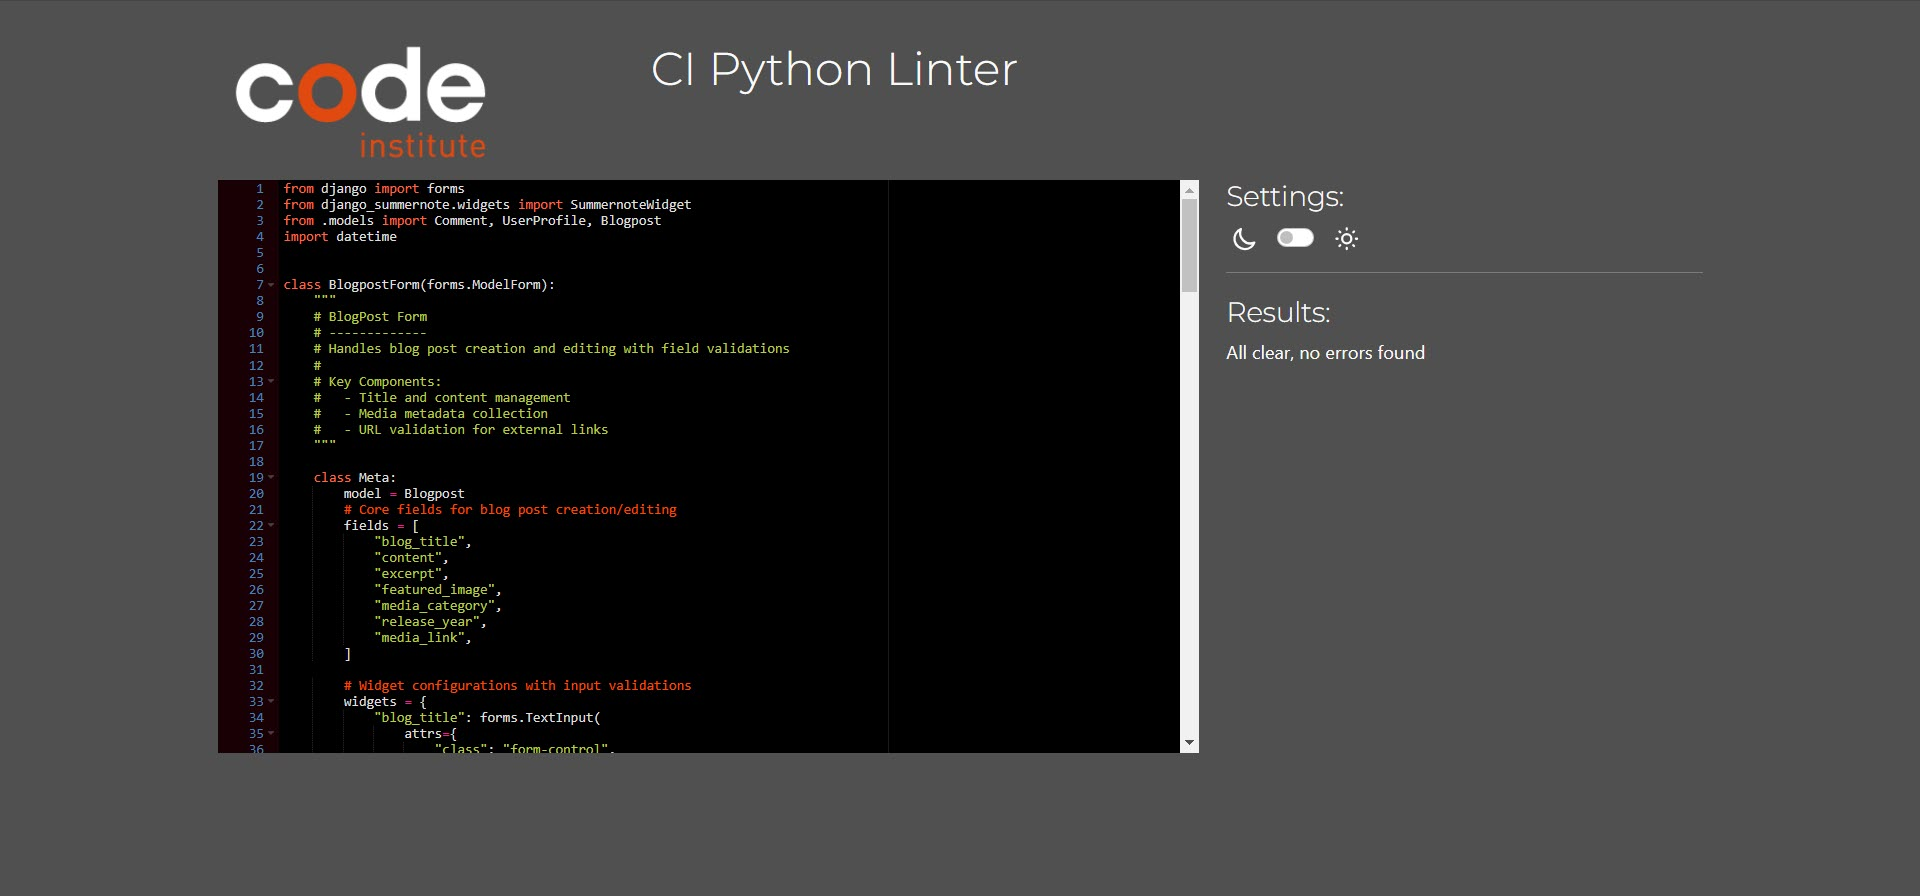 code
institute
CI Python Linter
1 from django import forms
2 from django_summernote.widgets import SummernoteWidget
3 from .models import Comment, UserProfile, Blogpost
4 import datetime
5
6
7 class BlogpostForm(forms.ModelForm):
8     """
9     # BlogPost Form
10     # -------------
11     # Handles blog post creation and editing with field validations
12     #
13     # Key Components:
14     #   - Title and content management
15     #   - Media metadata collection
16     #   - URL validation for external links
17     """
18
19     class Meta:
20         model = Blogpost
21         # Core fields for blog post creation/editing
22         fields = [
23             "blog_title",
24             "content",
25             "excerpt",
26             "featured_image",
27             "media_category",
28             "release_year",
29             "media_link",
30         ]
31
32         # Widget configurations with input validations
33         widgets = {
34             "blog_title": forms.TextInput(
35                 attrs={
36                     "class": "form-control",
Settings:
Results:
All clear, no errors found